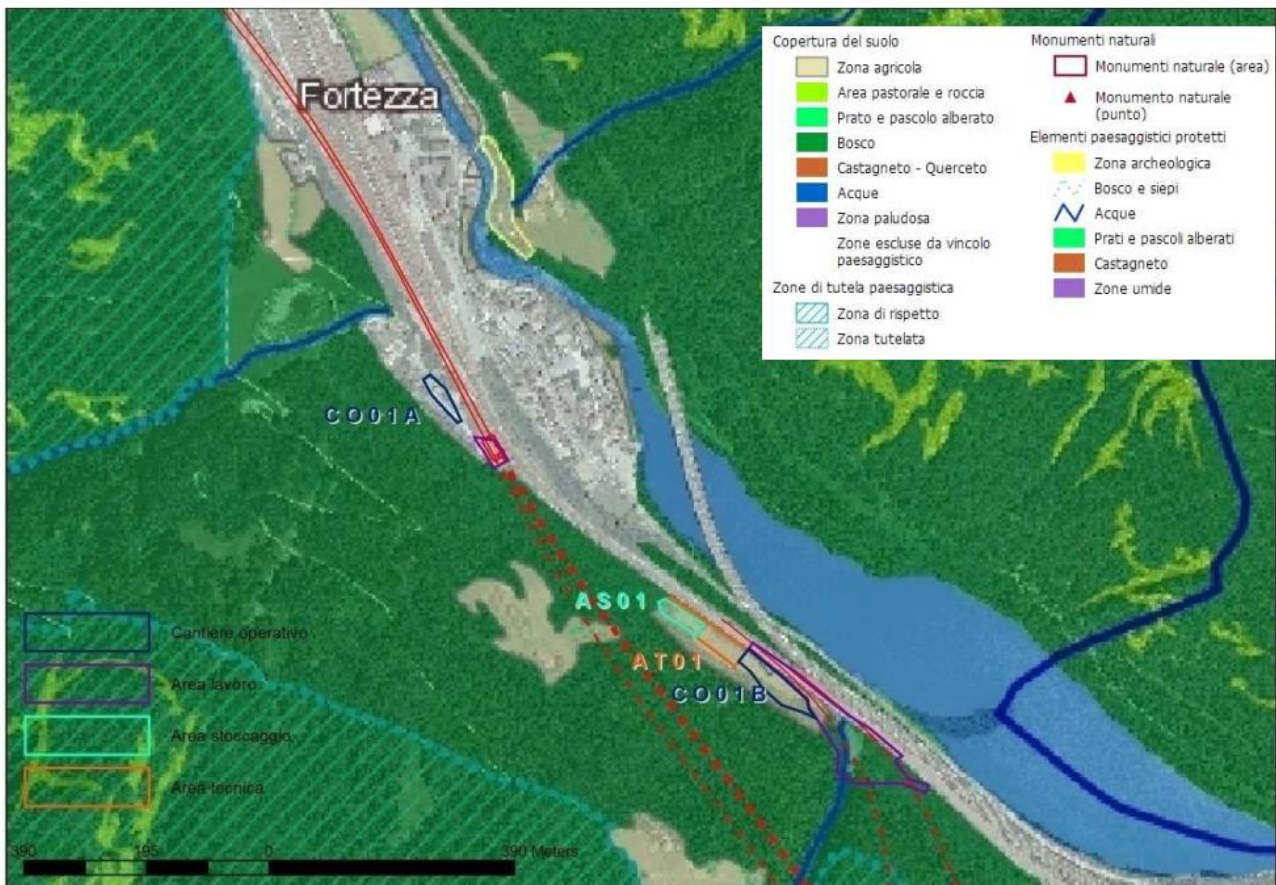 Fortezza
CO01A
AS01
AT01
CO01B
Copertura del suolo
Zona agricola
Area pastorale e roccia
Prato e pascolo alberato
Bosco
Castagneto - Querceto
Acque
Zona paludosa
Zone escluse da vincolo
paesaggistico
Zone di tutela paesaggistica
Zona di rispetto
Zona tutelata
Monumenti naturali
Monumenti naturale (area)
Monumento naturale
(punto)
Elementi paesaggistici protetti
Zona archeologica
Bosco e siepi
Acque
Prati e pascoli alberati
Castagneto
Zone umide
Cantiere operativo
Area lavoro
Area stoccaggio
Area tecnica
390 195 0 390 Meters